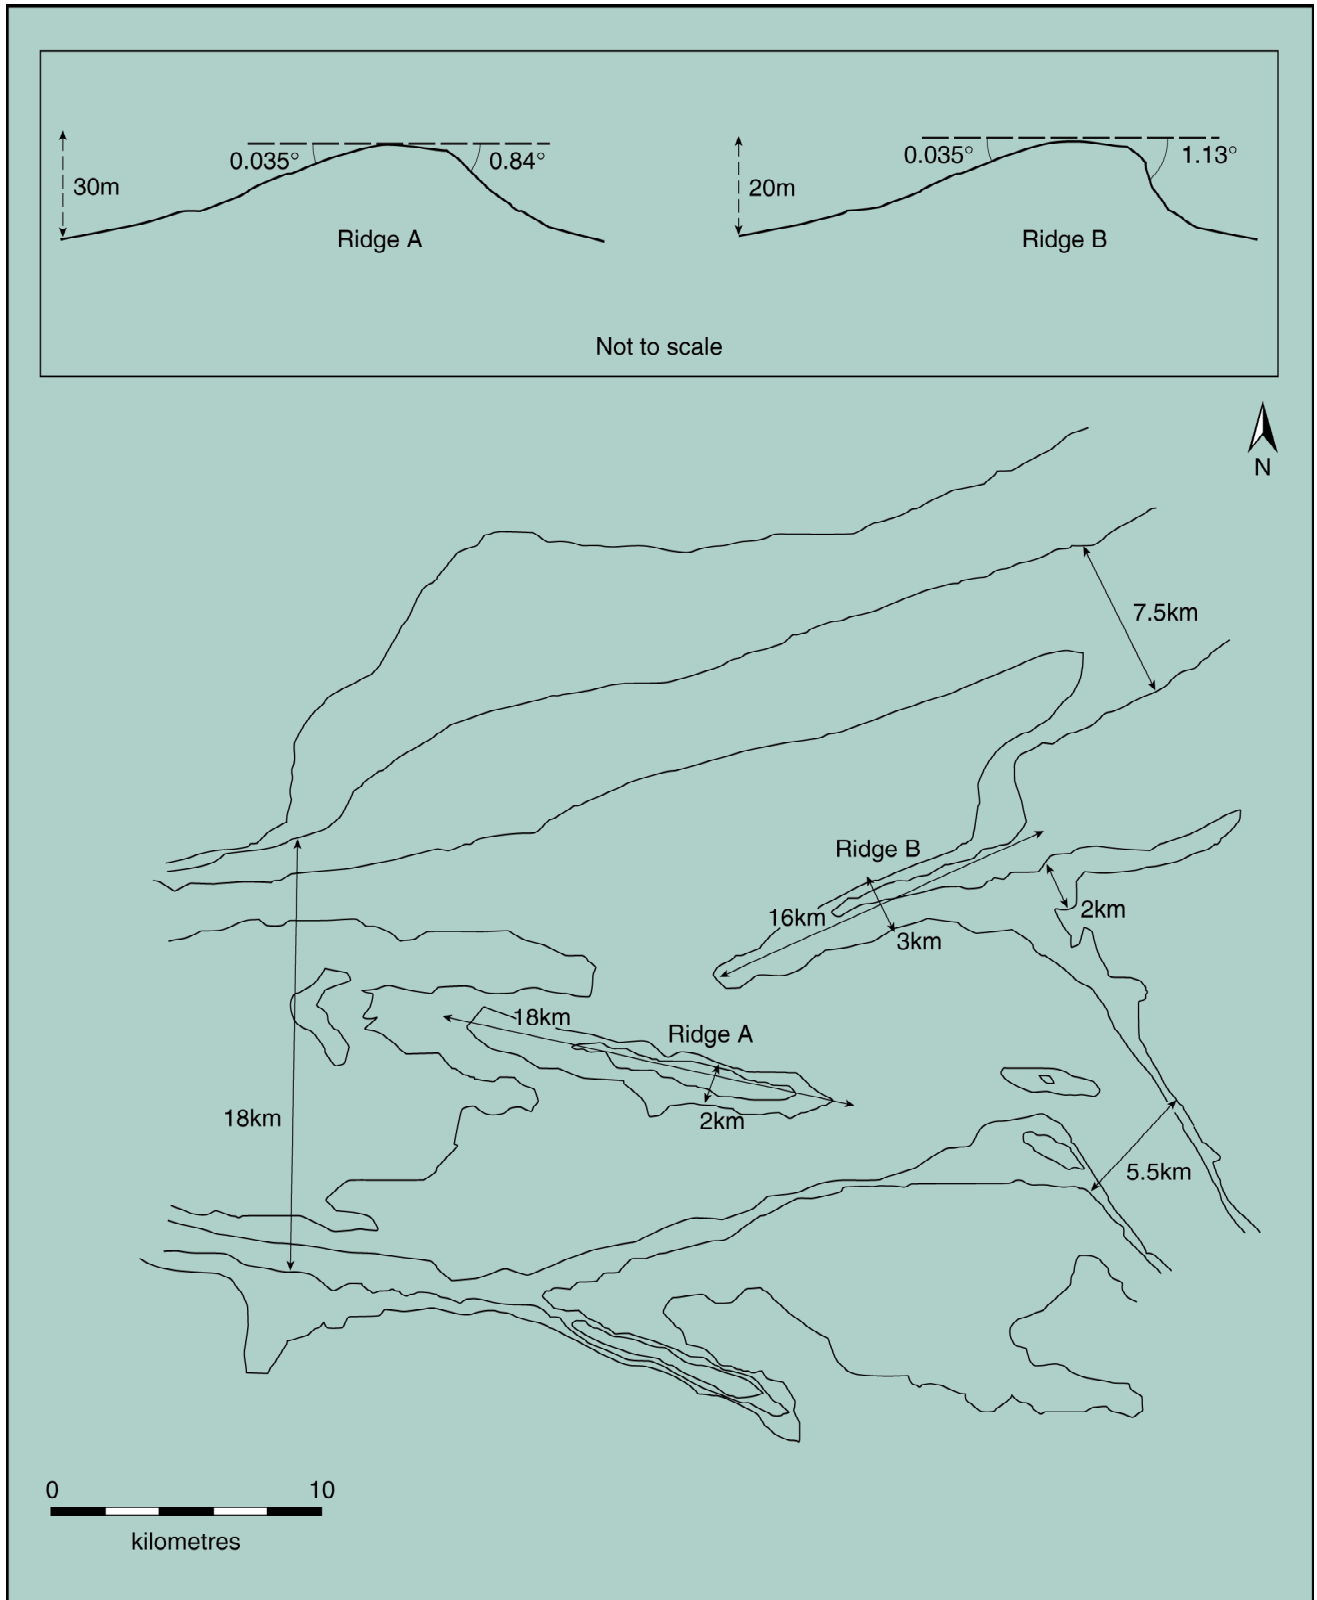 0.035°
0.84°
30m
Ridge A
0.035°
1.13°
20m
Ridge B
Not to scale
N
7.5km
Ridge B
16km
3km
2km
18km
Ridge A
2km
18km
5.5km
0 10
kilometres